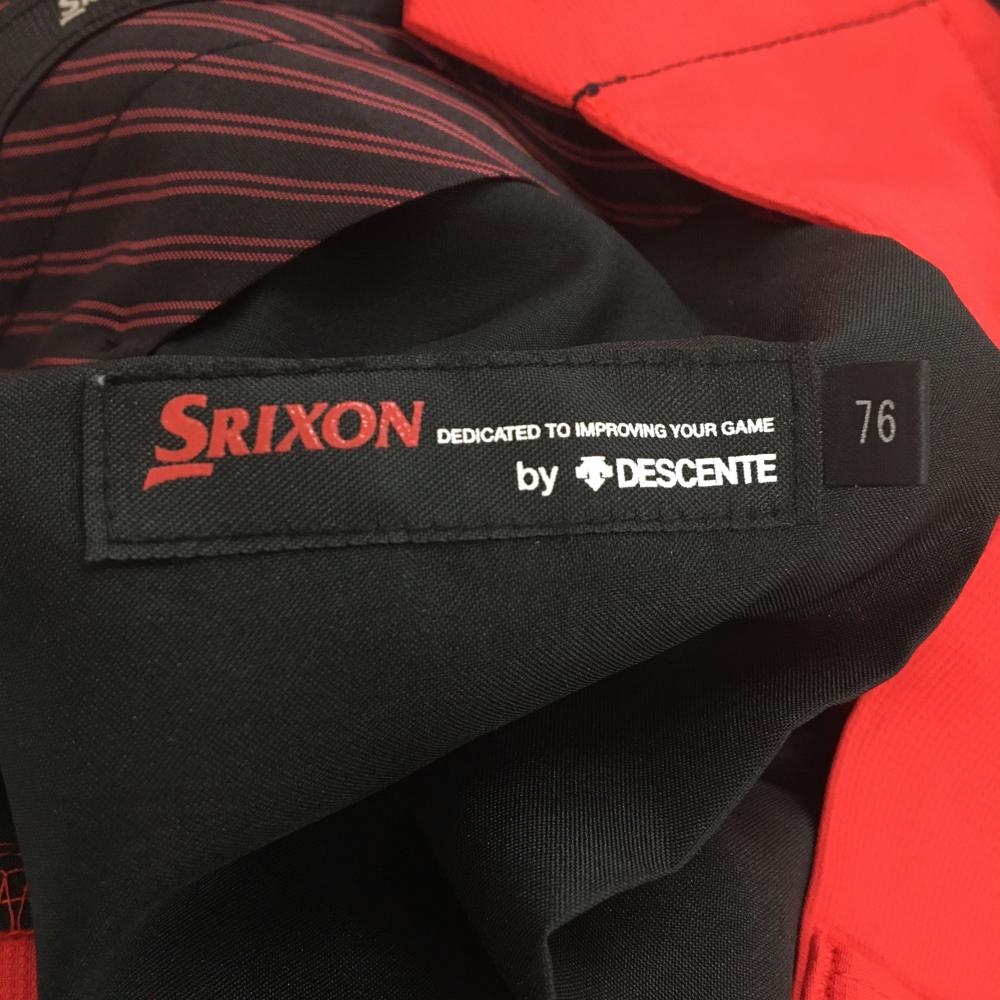 SRIXON DEDICATED TO IMPROVING YOUR GAME
by DESCENTE
76